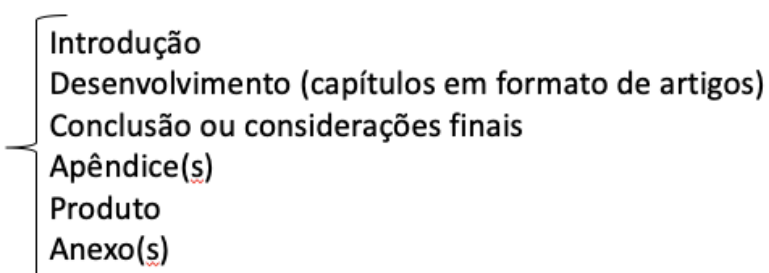 Introdução
Desenvolvimento (capítulos em formato de artigos)
Conclusão ou considerações finais
Apêndice(s)
Produto
Anexo(s)